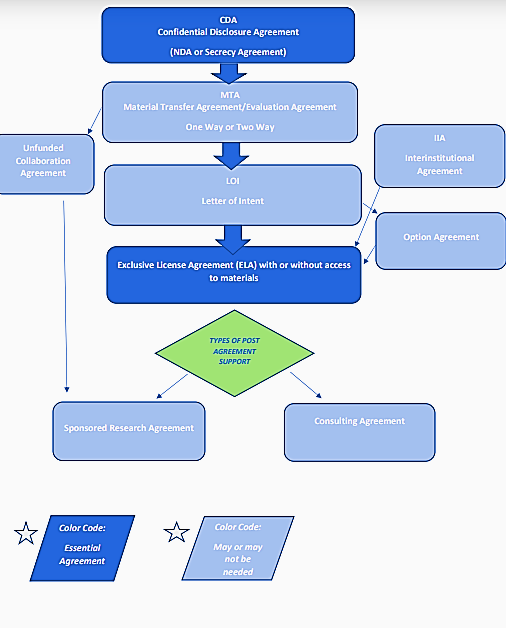 CDA
Confidential Disclosure Agreement
(NDA or Secrecy Agreement)
MTA
Material Transfer Agreement/Evaluation Agreement
One Way or Two Way
Unfunded
Collaboration
Agreement
IIA
Interinstitutional
Agreement
LOI
Letter of Intent
Option Agreement
Exclusive License Agreement (ELA) with or without access
to materials
TYPES OF POST
AGREEMENT
SUPPORT
Sponsored Research Agreement
Consulting Agreement
Color Code:
Essential
Agreement
Color Code:
May or may
not be
needed